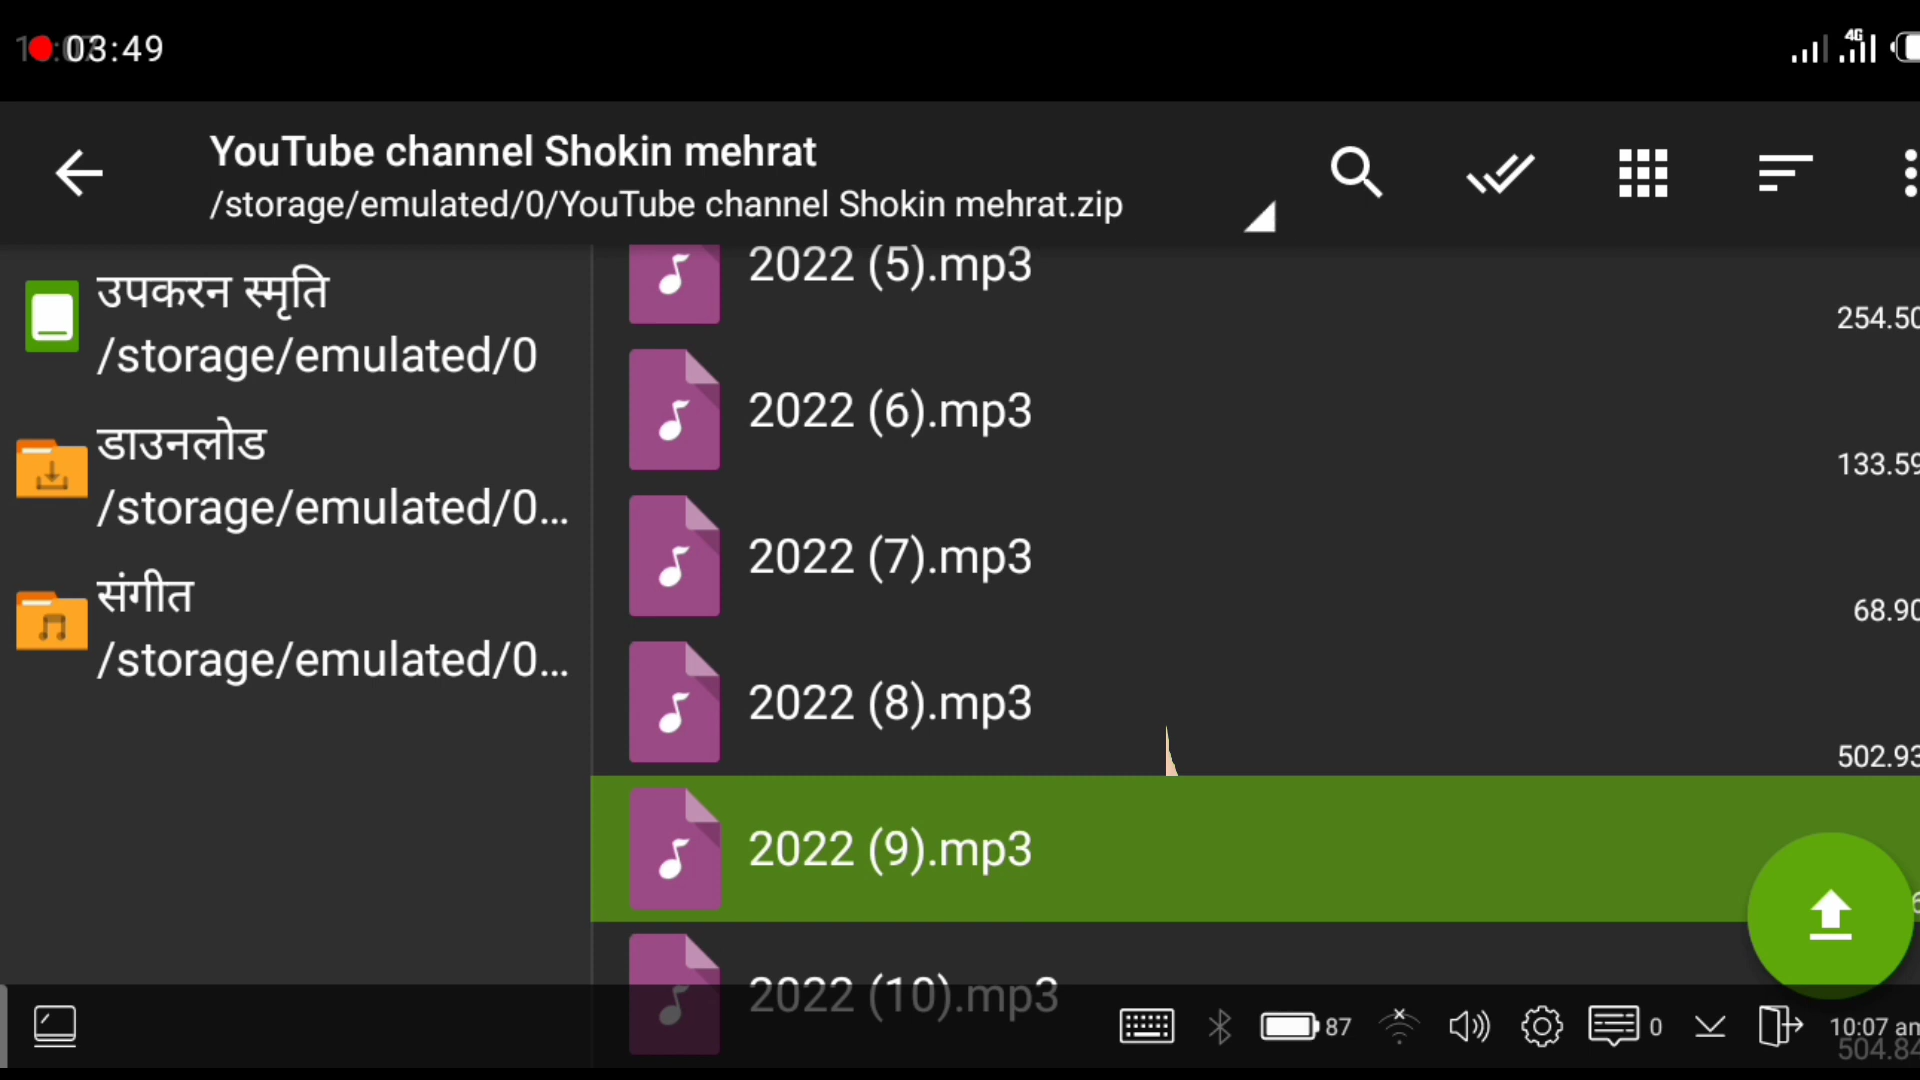 03:49
4G
YouTube channel Shokin mehrat
/storage/emulated/0/YouTube channel Shokin mehrat.zip
उपकरन स्मृति
/storage/emulated/0
डाउनलोड
/storage/emulated/0...
संगीत
/storage/emulated/0...
2022 (5).mp3
254.50
2022 (6).mp3
133.59
2022 (7).mp3
68.90
2022 (8).mp3
502.93
2022 (9).mp3
2022 (10).mp3
504.84
87
0
10:07 am